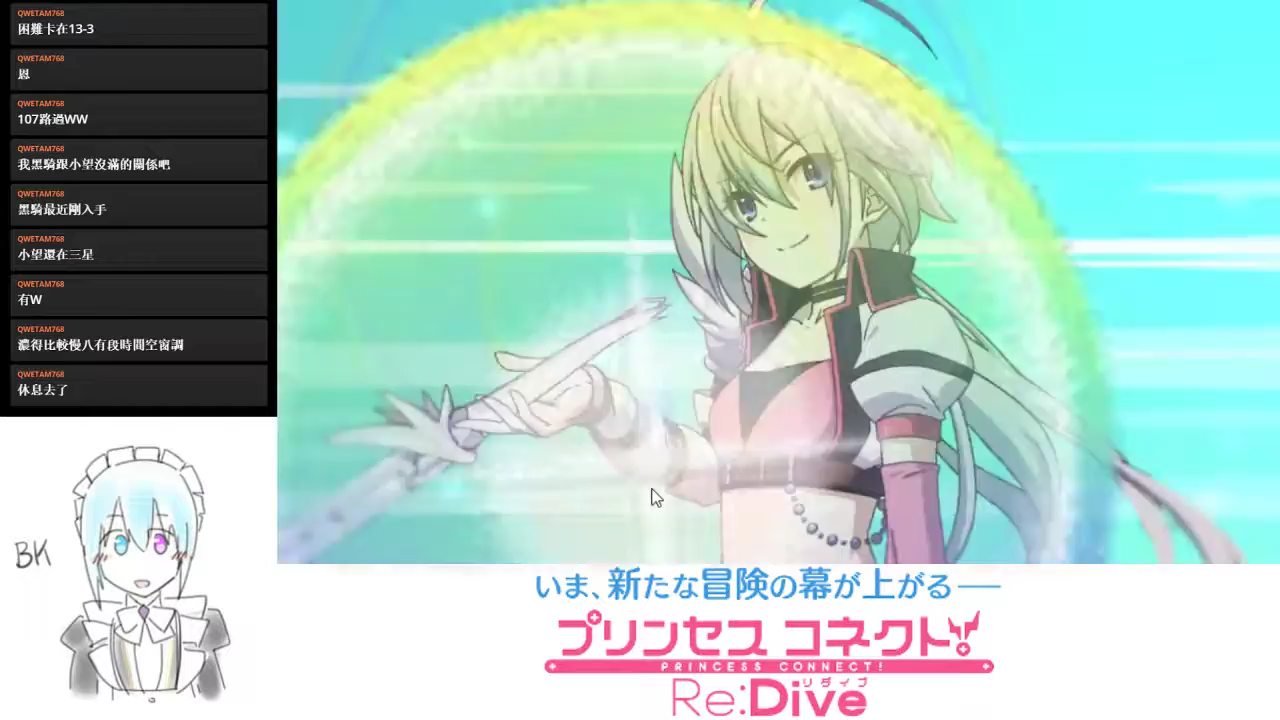 QWETAM768
困難卡在13-3
QWETAM768
恩
QWETAM768
107路過WW
QWETAM768
我黑騎跟小望沒滿的關係吧
QWETAM768
黑騎最近剛入手
QWETAM768
小望還在三星
QWETAM768
有W
QWETAM768
濃得比較慢八有段時間空窗調
QWETAM768
休息去了
BK
いま、新たな冒険の幕が上がる――
プリンセス コネクト!
PRINCESS CONNECT!
リダイブ
Re:Dive